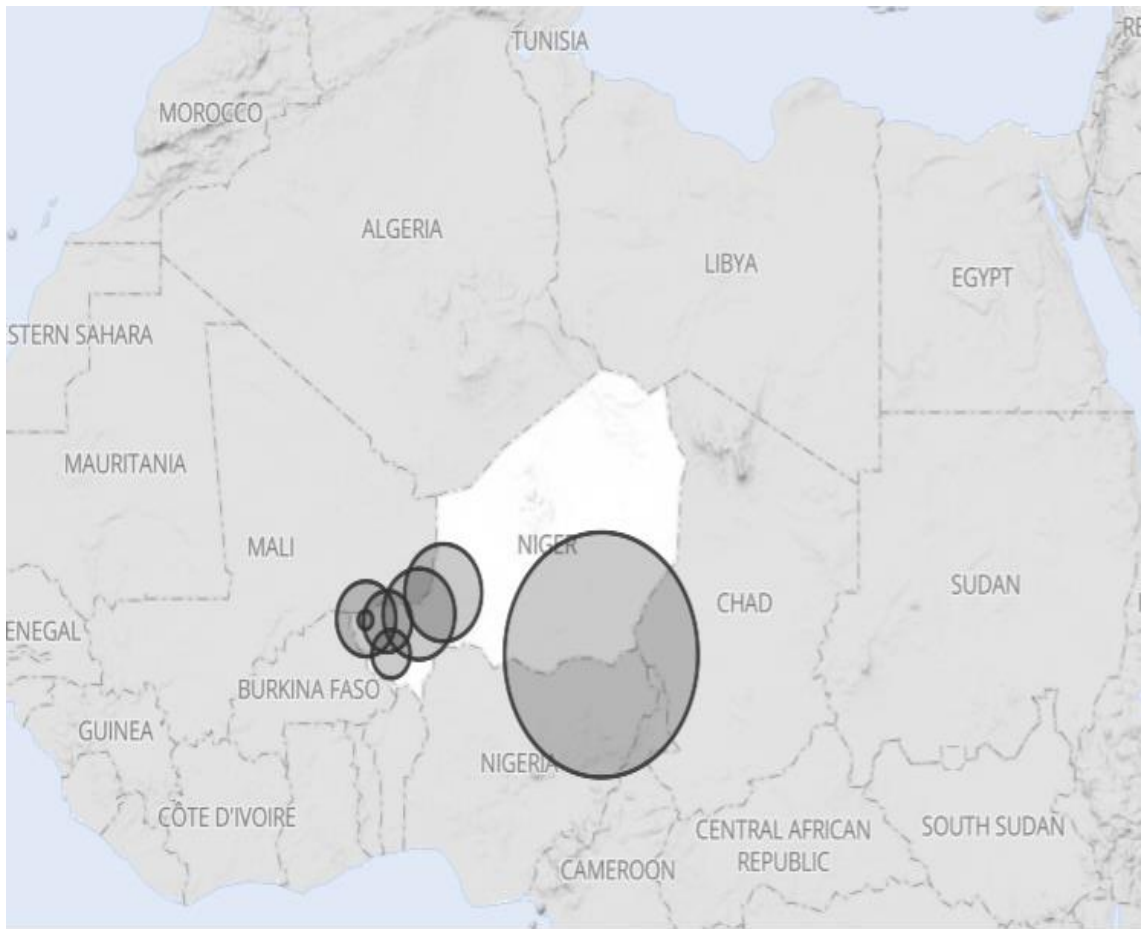 TUNISIA
RE
MOROCCO
ALGERIA
LIBYA
EGYPT
STERN SAHARA
MAURITANIA
MALI
NIGER
CHAD
SUDAN
ENEGAL
BURKINA FASO
GUINEA
NIGERIA
CÔTE D'IVOIRE
CENTRAL AFRICAN
REPUBLIC
SOUTH SUDAN
CAMEROON